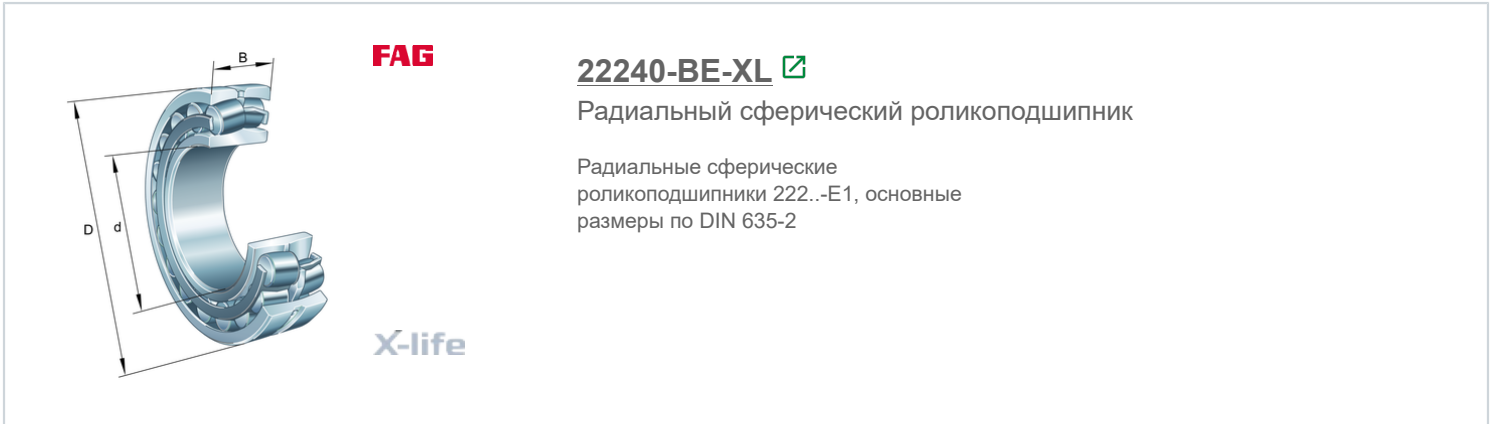 B
FAG
22240-BE-XL
Радиальный сферический роликоподшипник
Радиальные сферические
роликоподшипники 222..-E1, основные
размеры по DIN 635-2
D
d
X-life